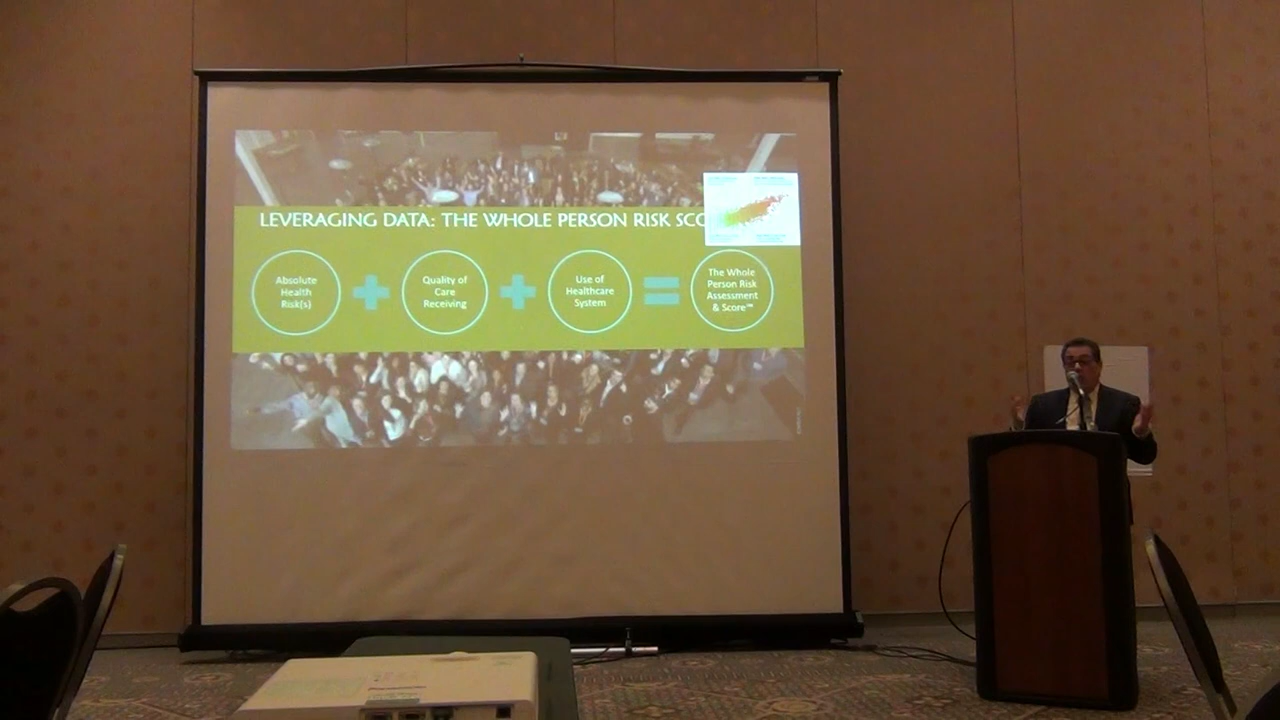 LEVERAGING DATA: THE WHOLE PERSON RISK SCO
Absolute
Health
Risk(s)
+
Quality of
Care
Receiving
+
Use of
Healthcare
System
=
The Whole
Person Risk
Assessment
& Score™